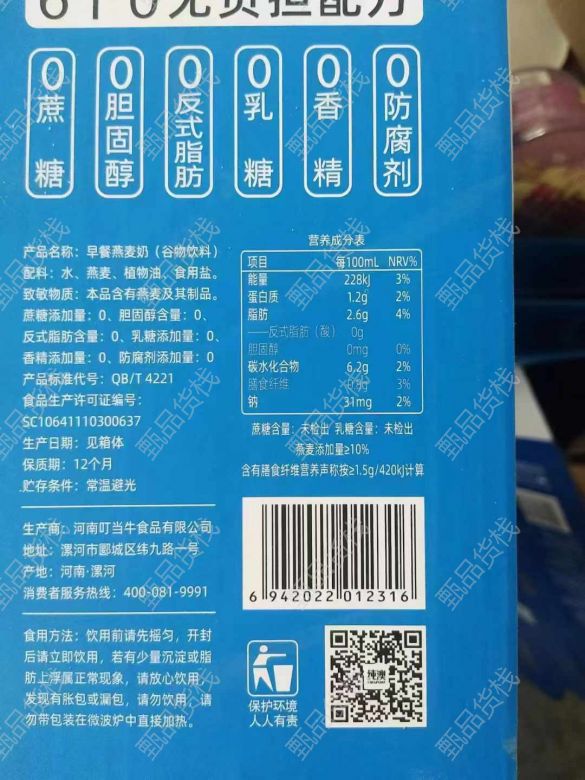 6个0无负担配方
0蔗糖
0胆固醇
0反式脂肪
0乳糖
0香精
0防腐剂
产品名称：早餐燕麦奶（谷物饮料）
配料：水、燕麦、植物油、食用盐。
致敏物质：本品含有燕麦及其制品。
蔗糖添加量：0、胆固醇含量：0、
反式脂肪含量：0、乳糖添加量：0、
香精添加量：0、防腐剂添加量：0
产品标准代号：QB/T 4221
食品生产许可证编号：
SC10641110300637
生产日期：见箱体
保质期：12个月
贮存条件：常温避光
营养成分表
项目 每100mL NRV%
能量 228kJ 3%
蛋白质 1.2g 2%
脂肪 2.6g 4%
——反式脂肪（酸） 0g
胆固醇 0mg 0%
碳水化合物 6.2g 2%
膳食纤维 3%
钠 31mg 2%
蔗糖含量：未检出 乳糖含量：未检出
燕麦添加量≥10%
含有膳食纤维营养声称按≥1.5g/420kJ计算
生产商：河南叮当牛食品有限公司
地址：漯河市郾城区纬九路一号
产地：河南·漯河
消费者服务热线：400-081-9991
6 942022 012316
食用方法：饮用前请先摇匀，开封
后请立即饮用，若有少量沉淀或脂
肪上浮属正常现象，请放心饮用，
发现有胀包或漏包，请勿饮用，请
勿带包装在微波炉中直接加热。
保护环境
人人有责
纯澳
甄品货栈